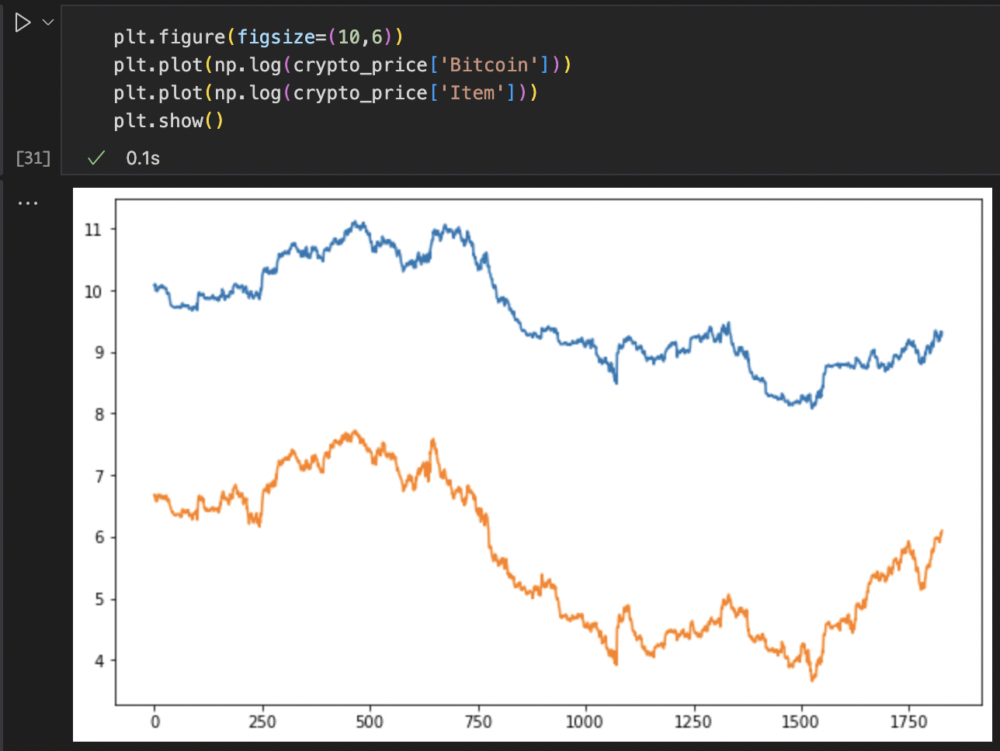 plt.figure(figsize=(10,6))
plt.plot(np.log(crypto_price['Bitcoin']))
plt.plot(np.log(crypto_price['Item']))
plt.show()
[31]
0.1s
...
11
10
9
8
7
6
5
4
0 250 500 750 1000 1250 1500 1750